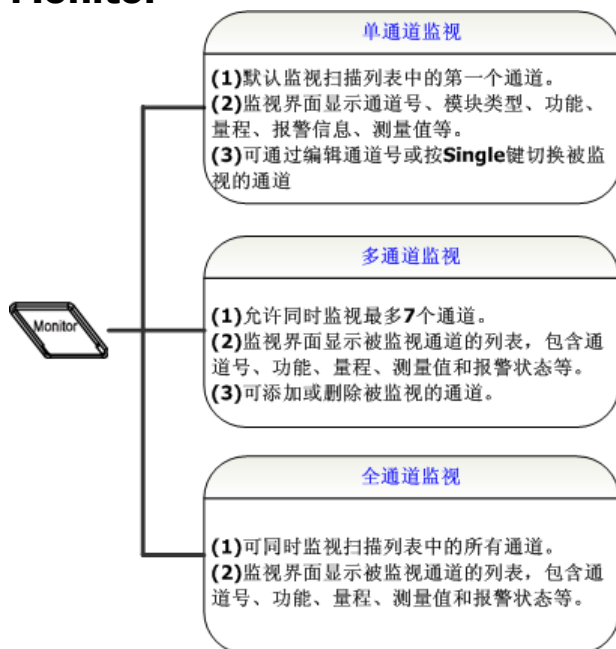 Monitor
单通道监视
(1)默认监视扫描列表中的第一个通道。
(2)监视界面显示通道号、模块类型、功能、
量程、报警信息、测量值等。
(3)可通过编辑通道号或按Single键切换被监
视的通道
多通道监视
(1)允许同时监视最多7个通道。
(2)监视界面显示被监视通道的列表，包含通
道号、功能、量程、测量值和报警状态等。
(3)可添加或删除被监视的通道。
Monitor
全通道监视
(1)可同时监视扫描列表中的所有通道。
(2)监视界面显示被监视通道的列表，包含通
道号、功能、量程、测量值和报警状态等。